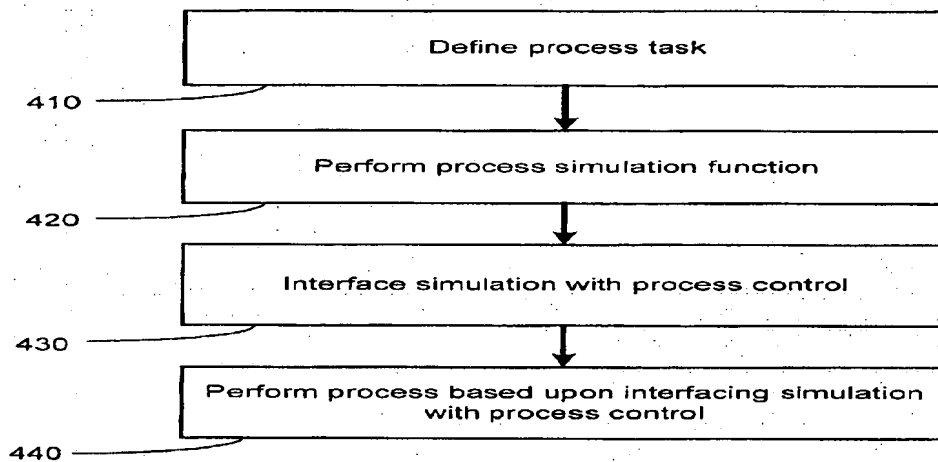 Define process task
410
Perform process simulation function
420
Interface simulation with process control
430
Perform process based upon interfacing simulation
with process control
440